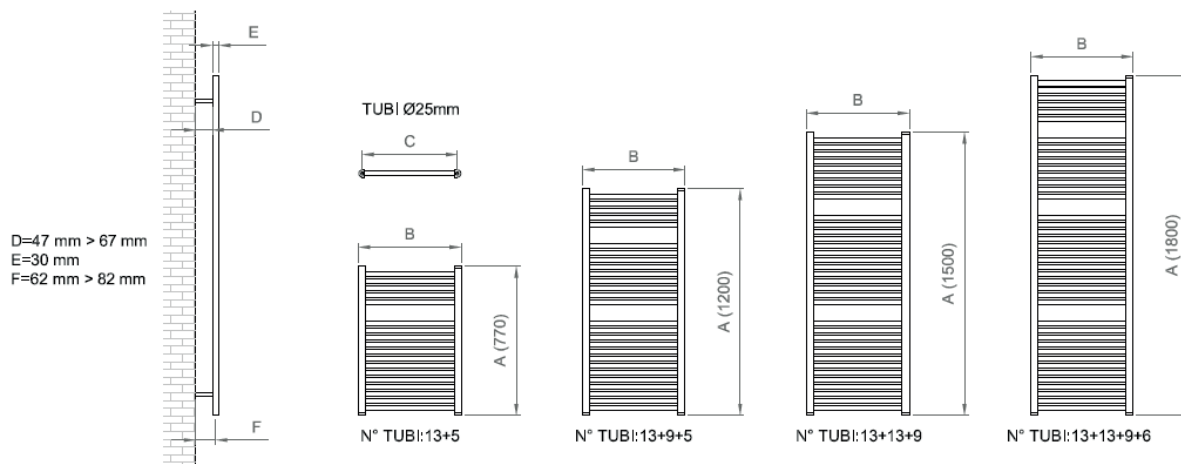 E
D
D=47 mm > 67 mm
E=30 mm
F=62 mm > 82 mm
F
TUBI Ø25mm
C
B
A (770)
N° TUBI:13+5
B
A (1200)
N° TUBI:13+9+5
B
A (1500)
N° TUBI:13+13+9
B
A (1800)
N° TUBI:13+13+9+6